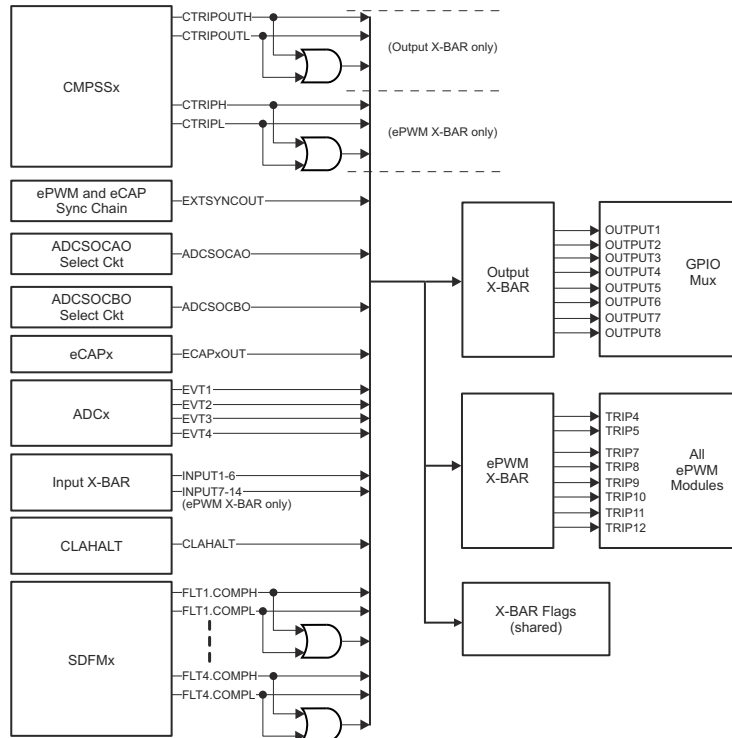 CMPSSx
CTRIPOUTH
CTRIPOUTL
(Output X-BAR only)
CTRIPH
CTRIPL
(ePWM X-BAR only)
ePWM and eCAP
Sync Chain
EXTSYNCOUT
ADCSOCAO
Select Ckt
ADCSOCAO
ADCSOCBO
Select Ckt
ADCSOCBO
eCAPx
ECAPxOUT
ADCx
EVT1
EVT2
EVT3
EVT4
Input X-BAR
INPUT1-6
INPUT7-14
(ePWM X-BAR only)
CLAHALT
CLAHALT
SDFMx
FLT1.COMPH
FLT1.COMPL
FLT4.COMPH
FLT4.COMPL
Output
X-BAR
OUTPUT1
OUTPUT2
OUTPUT3
OUTPUT4
OUTPUT5
OUTPUT6
OUTPUT7
OUTPUT8
GPIO
Mux
ePWM
X-BAR
TRIP4
TRIP5
TRIP7
TRIP8
TRIP9
TRIP10
TRIP11
TRIP12
All
ePWM
Modules
X-BAR Flags
(shared)